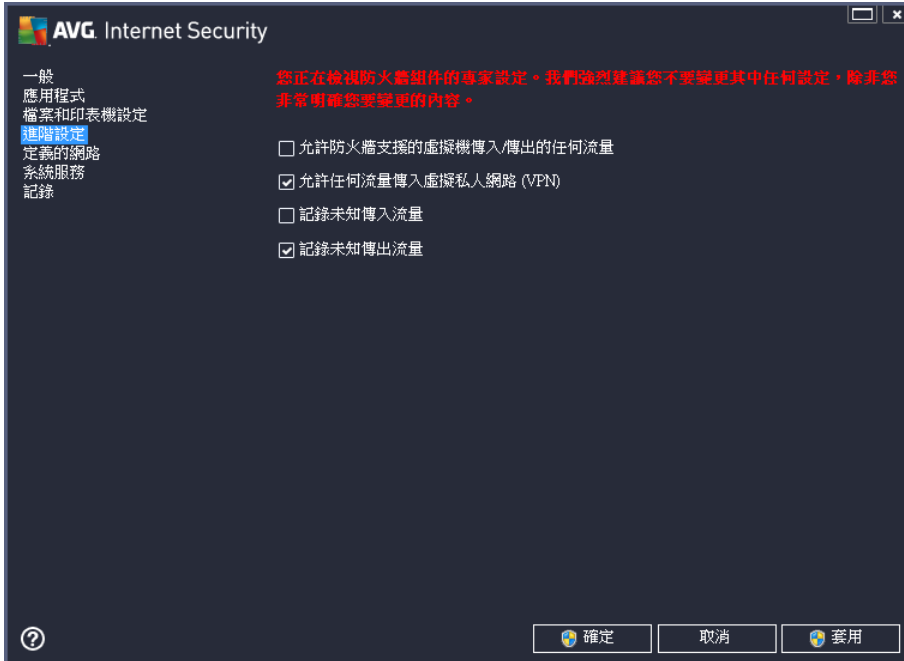 AVG. Internet Security
一般
應用程式
檔案和印表機設定
進階設定
定義的網路
系統服務
記錄
您正在檢視防火牆組件的專家設定。我們強烈建議您不要變更其中任何設定，除非您
非常明確您要變更的內容。
允許防火牆支援的虛擬機傳入/傳出的任何流量
允許任何流量傳入虛擬私人網路 (VPN)
記錄未知傳入流量
記錄未知傳出流量
確定
取消
套用